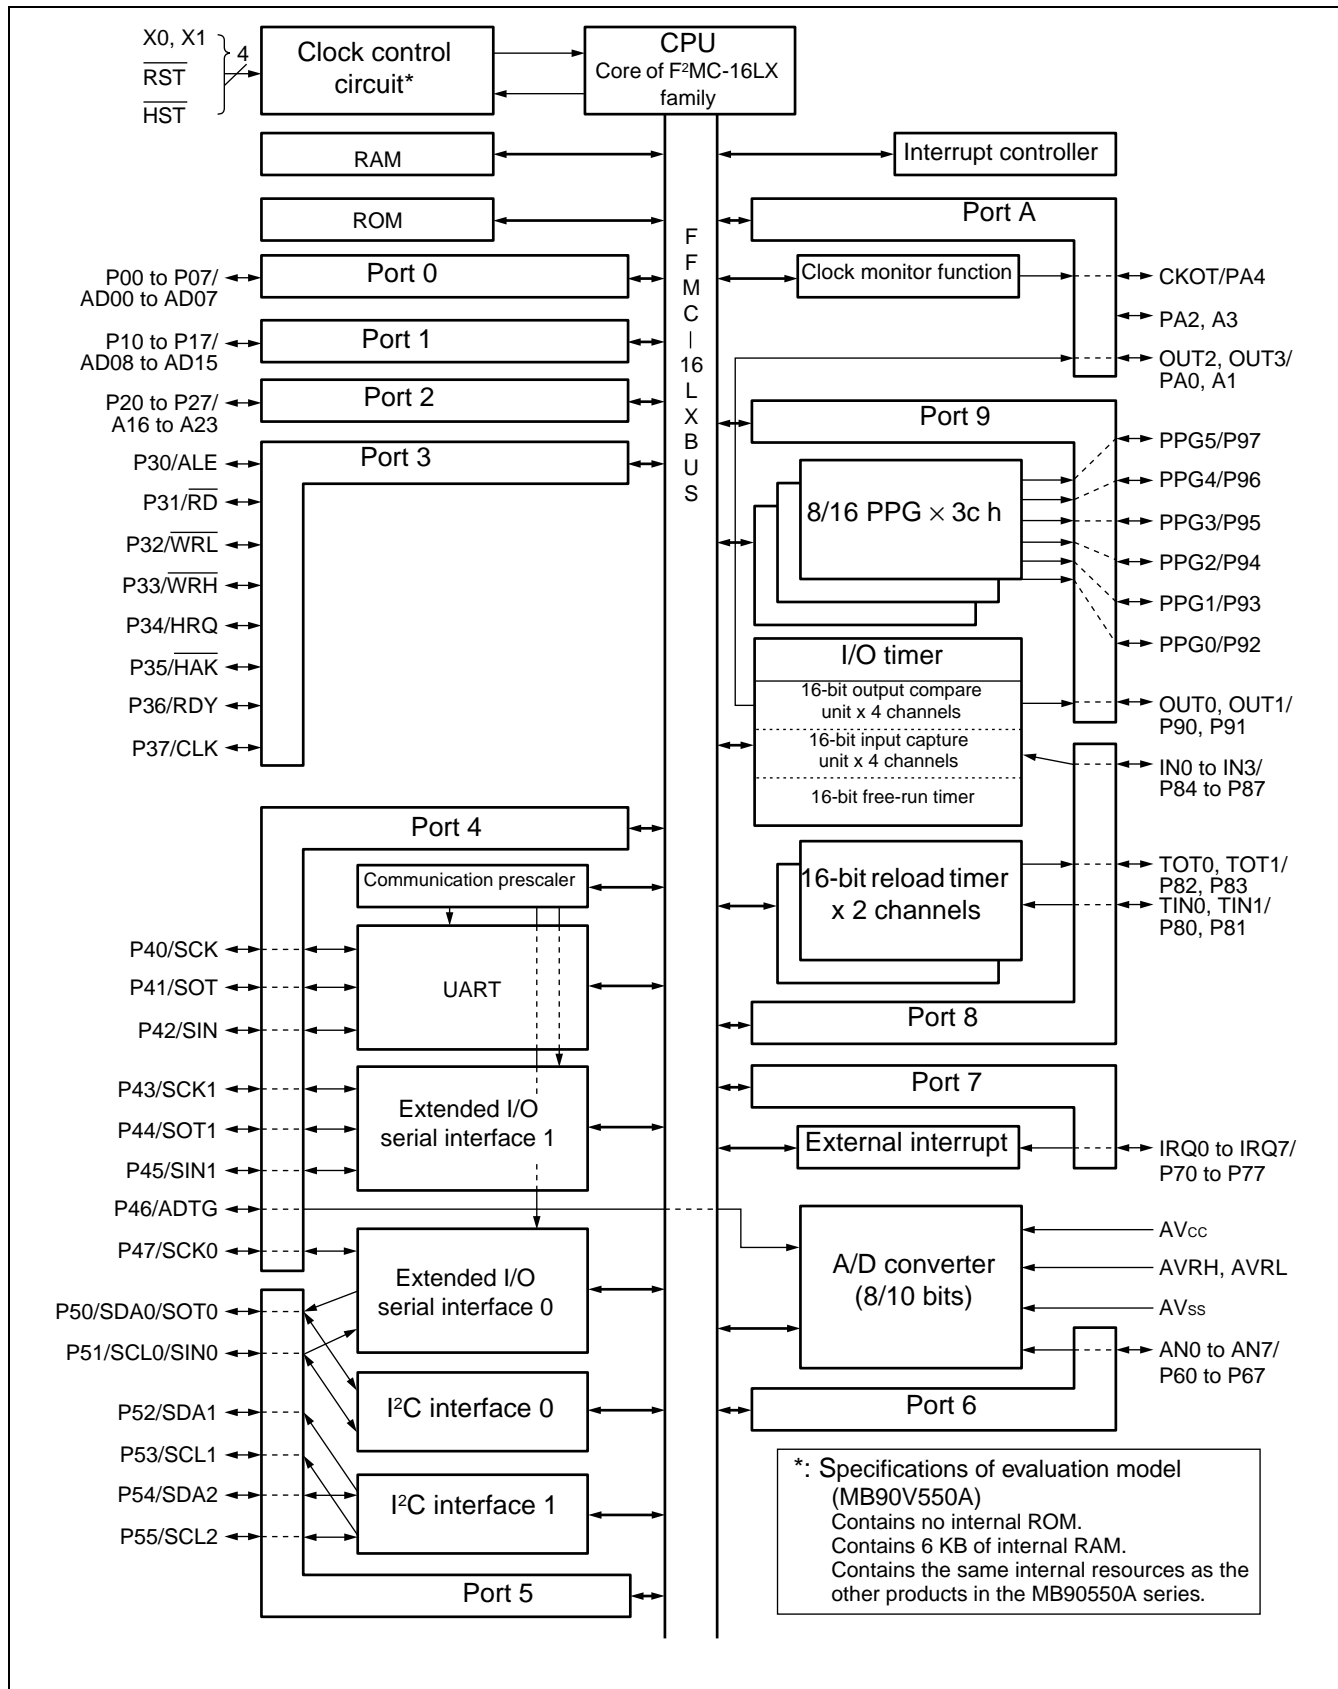 X0, X1
RST
HST
4
Clock control
circuit*
CPU
Core of F²MC-16LX
family
RAM
Interrupt controller
ROM
Port A
F
F
M
C
|
16
L
X
B
U
S
Port 0
P00 to P07/
AD00 to AD07
Clock monitor function
CKOT/PA4
PA2, A3
Port 1
P10 to P17/
AD08 to AD15
OUT2, OUT3/
PA0, A1
Port 2
P20 to P27/
A16 to A23
Port 9
Port 3
P30/ALE
P31/RD
P32/WRL
P33/WRH
P34/HRQ
P35/HAK
P36/RDY
P37/CLK
8/16 PPG × 3c h
PPG5/P97
PPG4/P96
PPG3/P95
PPG2/P94
PPG1/P93
PPG0/P92
I/O timer
16-bit output compare
unit x 4 channels
16-bit input capture
unit x 4 channels
16-bit free-run timer
OUT0, OUT1/
P90, P91
IN0 to IN3/
P84 to P87
Port 4
Communication prescaler
UART
P40/SCK
P41/SOT
P42/SIN
16-bit reload timer
x 2 channels
TOT0, TOT1/
P82, P83
TIN0, TIN1/
P80, P81
Port 8
P43/SCK1
P44/SOT1
P45/SIN1
P46/ADTG
P47/SCK0
Extended I/O
serial interface 1
Port 7
External interrupt
IRQ0 to IRQ7/
P70 to P77
Extended I/O
serial interface 0
A/D converter
(8/10 bits)
AVcc
AVRH, AVRL
AVss
AN0 to AN7/
P60 to P67
Port 6
P50/SDA0/SOT0
P51/SCL0/SIN0
P52/SDA1
P53/SCL1
P54/SDA2
P55/SCL2
I²C interface 0
I²C interface 1
Port 5
*: Specifications of evaluation model
(MB90V550A)
Contains no internal ROM.
Contains 6 KB of internal RAM.
Contains the same internal resources as the
other products in the MB90550A series.